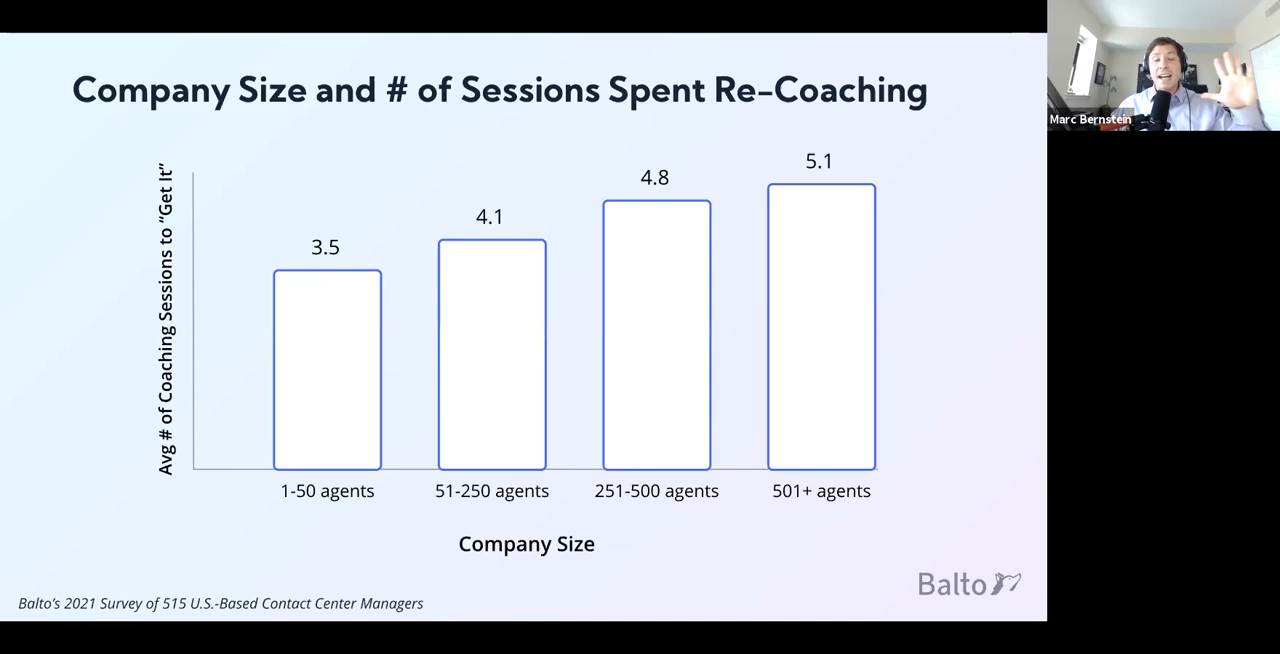 Company Size and # of Sessions Spent Re-Coaching
Marc Bernstein
Avg # of Coaching Sessions to “Get It”
3.5
4.1
4.8
5.1
1-50 agents
51-250 agents
251-500 agents
501+ agents
Company Size
Balto
Balto’s 2021 Survey of 515 U.S.-Based Contact Center Managers